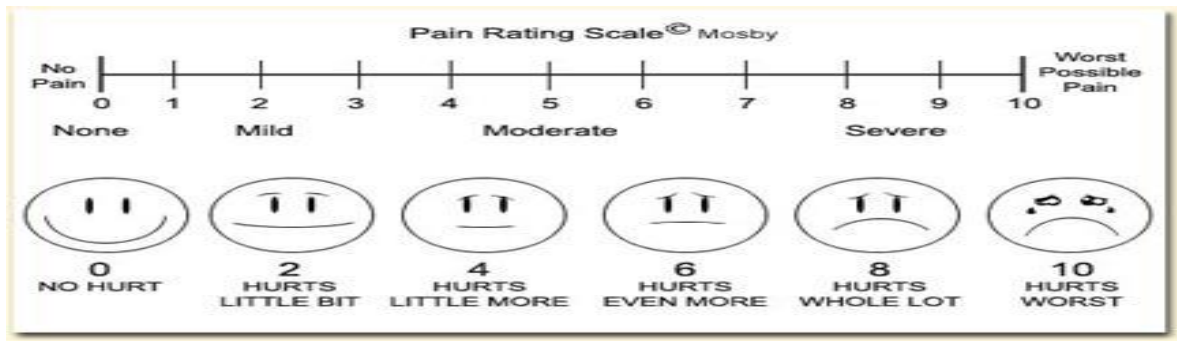 Pain Rating Scale© Mosby
No Pain
Worst Possible Pain
0 1 2 3 4 5 6 7 8 9 10
None Mild Moderate Severe
0 2 4 6 8 10
NO HURT HURTS HURTS HURTS HURTS HURTS
LITTLE BIT LITTLE MORE EVEN MORE WHOLE LOT WORST